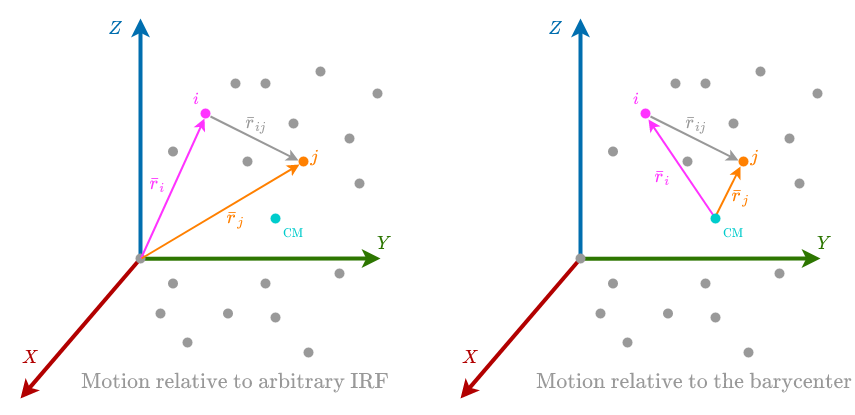 Z
i
r̄ᵢⱼ
j
r̄ᵢ
r̄ⱼ
CM
Y
X
Motion relative to arbitrary IRF
Z
i
r̄ᵢⱼ
j
r̄ᵢ
r̄ⱼ
CM
Y
X
Motion relative to the barycenter